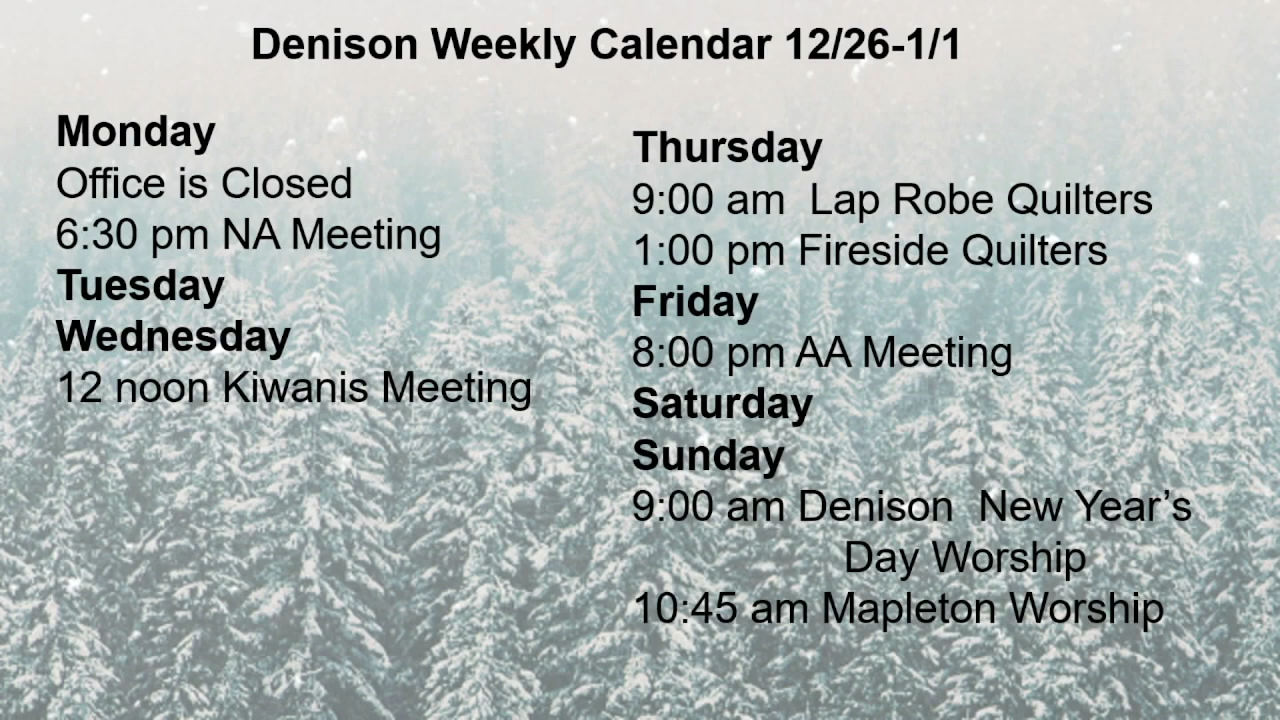 Denison Weekly Calendar 12/26-1/1
Monday
Office is Closed
6:30 pm NA Meeting
Tuesday
Wednesday
12 noon Kiwanis Meeting
Thursday
9:00 am  Lap Robe Quilters
1:00 pm Fireside Quilters
Friday
8:00 pm AA Meeting
Saturday
Sunday
9:00 am Denison  New Year’s
Day Worship
10:45 am Mapleton Worship